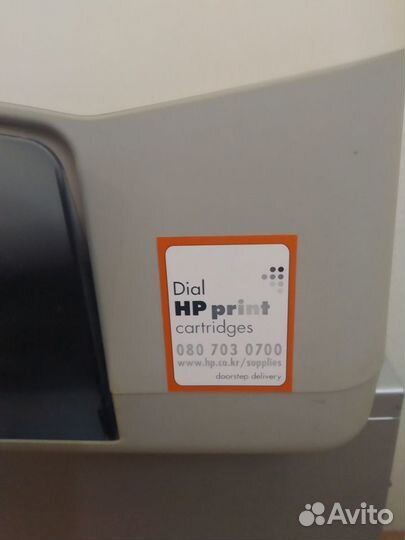 Dial
HP print
cartridges
080 703 0700
www.hp.co.kr/supplies
doorstep delivery
Avito